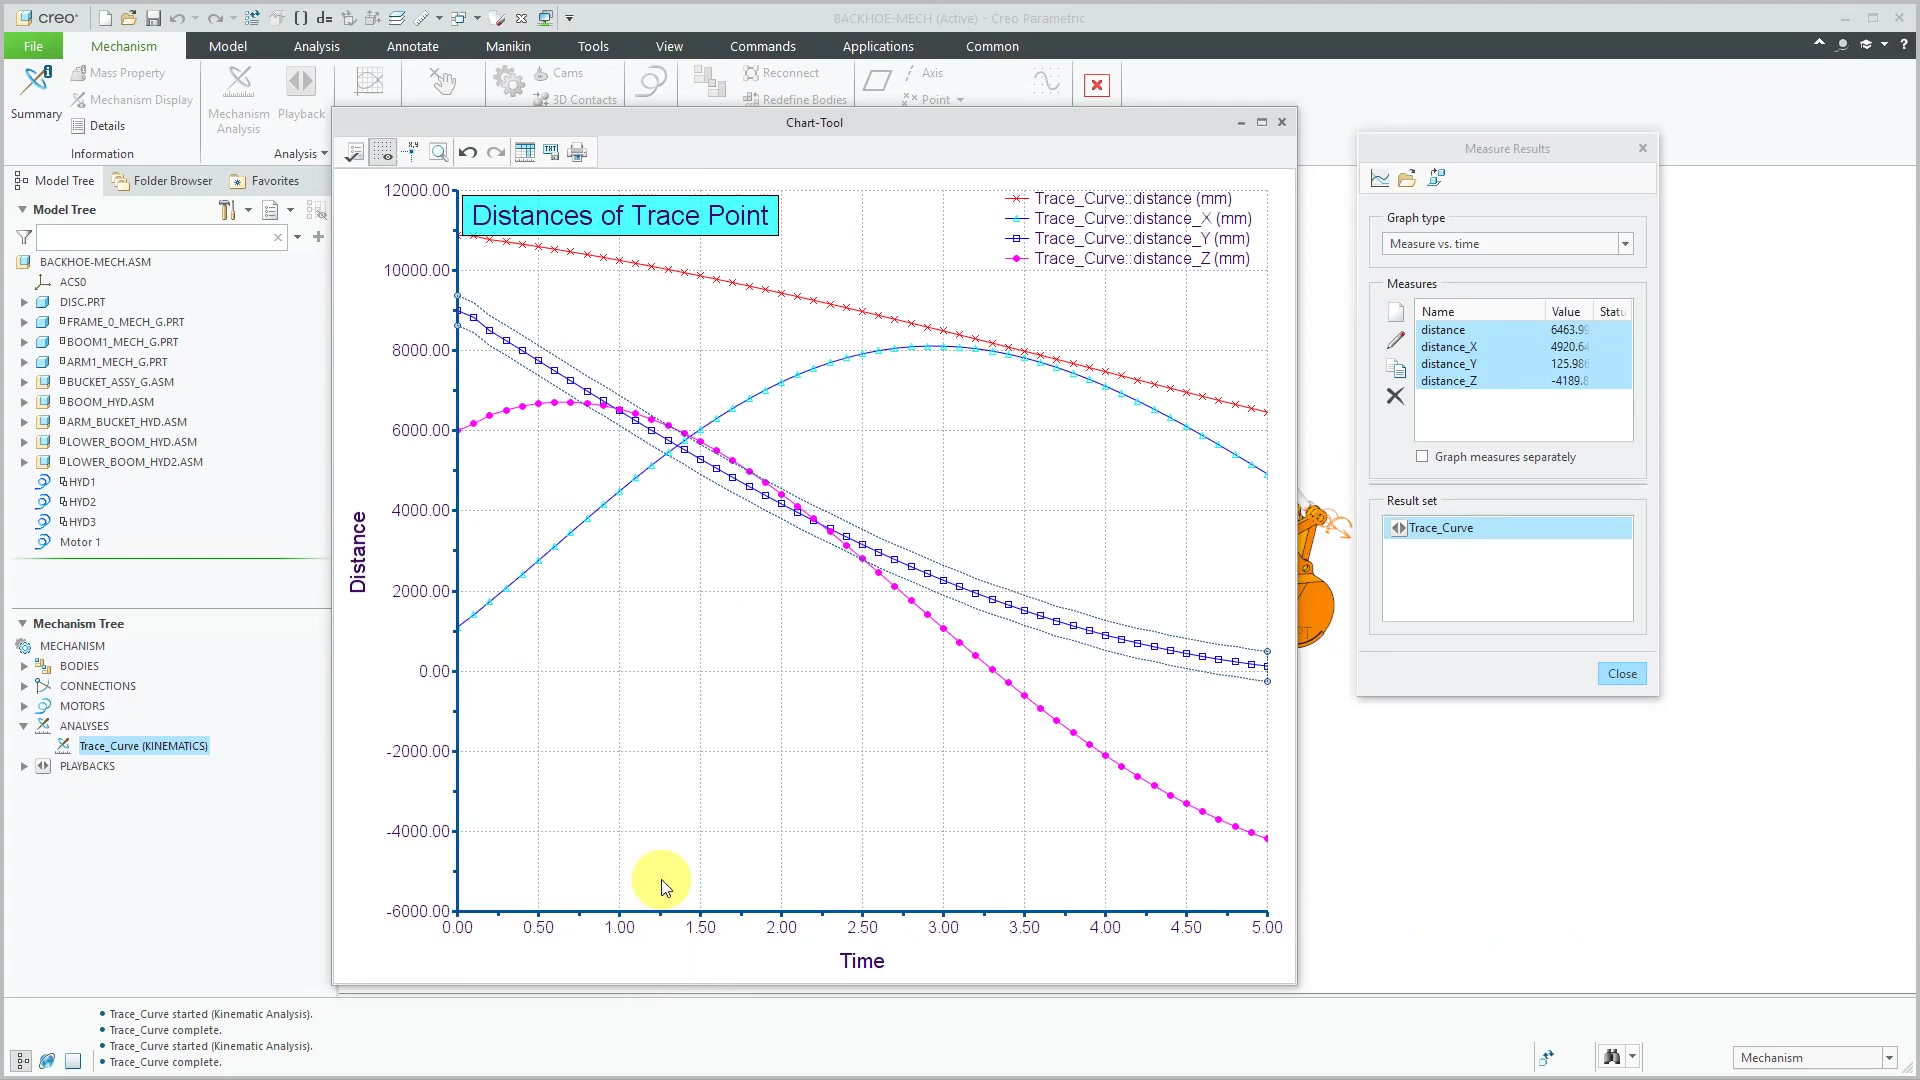 creo
BACKHOE-MECH (Active) - Creo Parametric
File
Mechanism
Model
Analysis
Annotate
Manikin
Tools
View
Commands
Applications
Common
Summary
Mass Property
Mechanism Display
Details
Information
Mechanism Analysis
Playback
Analysis
Cams
3D Contacts
Reconnect
Redefine Bodies
Axis
Point
Model Tree
Folder Browser
Favorites
Model Tree
BACKHOE-MECH.ASM
ACS0
DISC.PRT
FRAME_0_MECH_G.PRT
BOOM1_MECH_G.PRT
ARM1_MECH_G.PRT
BUCKET_ASSY_G.ASM
BOOM_HYD.ASM
ARM_BUCKET_HYD.ASM
LOWER_BOOM_HYD.ASM
LOWER_BOOM_HYD2.ASM
HYD1
HYD2
HYD3
Motor 1
Mechanism Tree
MECHANISM
BODIES
CONNECTIONS
MOTORS
ANALYSES
Trace_Curve (KINEMATICS)
PLAYBACKS
Chart-Tool
Distances of Trace Point
Trace_Curve::distance (mm)
Trace_Curve::distance_X (mm)
Trace_Curve::distance_Y (mm)
Trace_Curve::distance_Z (mm)
12000.00
10000.00
8000.00
6000.00
4000.00
2000.00
0.00
-2000.00
-4000.00
-6000.00
Distance
0.00 0.50 1.00 1.50 2.00 2.50 3.00 3.50 4.00 4.50 5.00
Time
Measure Results
Graph type
Measure vs. time
Measures
Name Value Statu
distance 6463.99
distance_X 4920.64
distance_Y 125.986
distance_Z -4189.8
Graph measures separately
Result set
Trace_Curve
Close
Trace_Curve started (Kinematic Analysis).
Trace_Curve complete.
Trace_Curve started (Kinematic Analysis).
Trace_Curve complete.
Mechanism